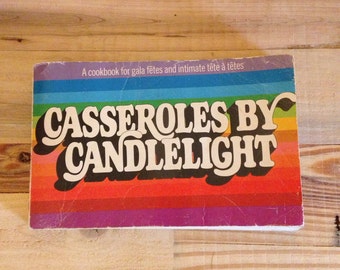 A cookbook for gala fêtes and intimate tête à têtes
CASSEROLES BY
CANDLELIGHT